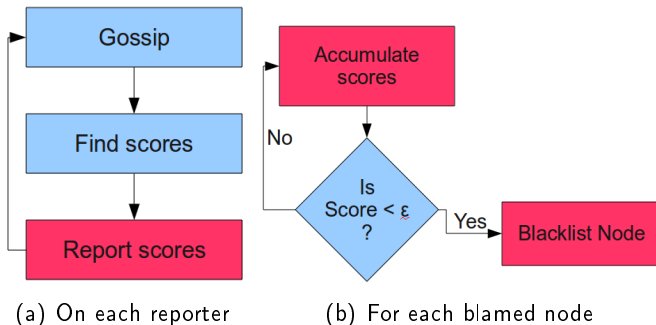 Gossip
Find scores
Report scores
(a) On each reporter
Accumulate
scores
No
Is
Score < ε
?
Yes
Blacklist Node
(b) For each blamed node